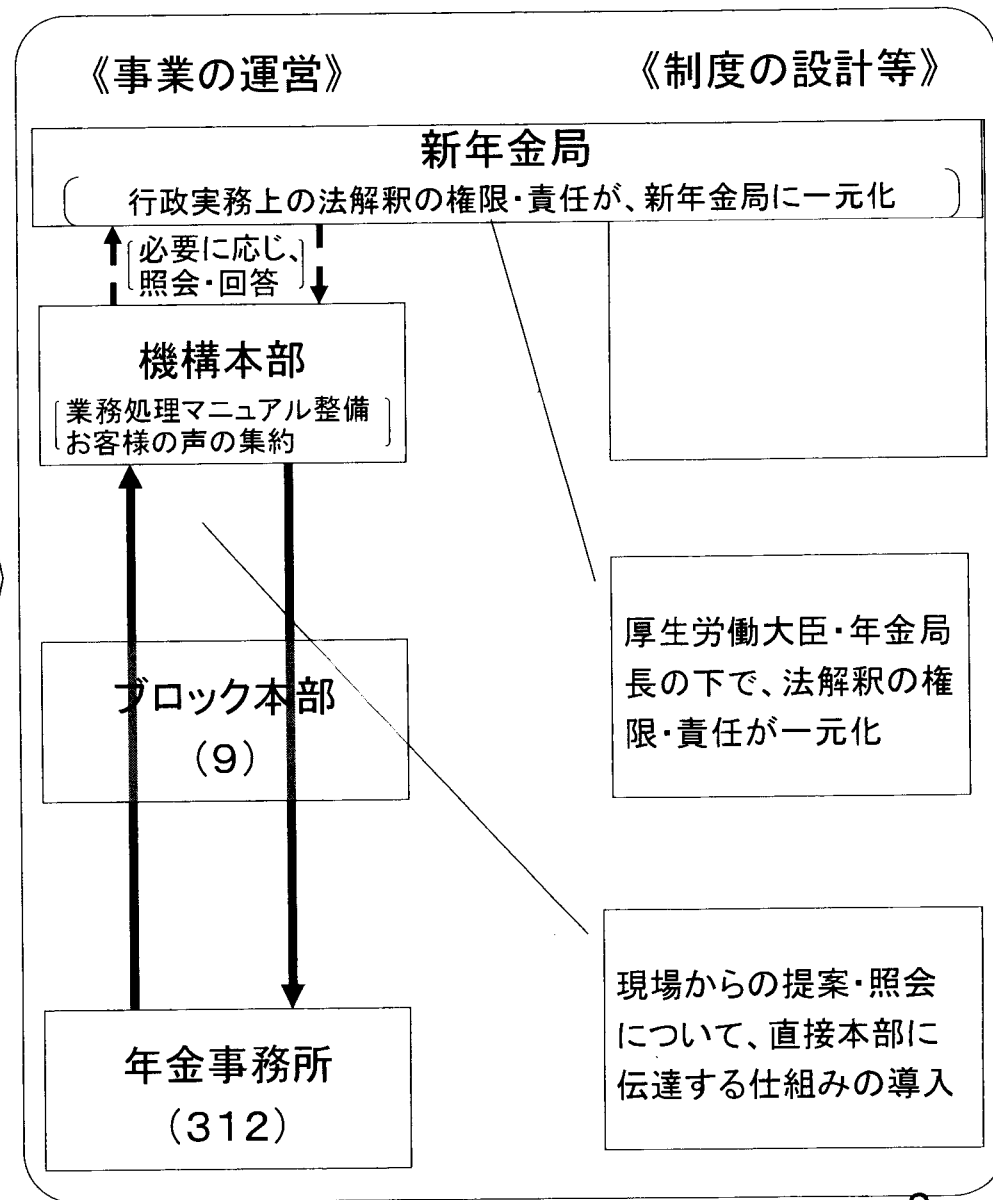 《事業の運営》
《制度の設計等》
新年金局
行政実務上の法解釈の権限・責任が、新年金局に一元化
必要に応じ、
照会・回答
機構本部
業務処理マニュアル整備
お客様の声の集約
ブロック本部
(9)
厚生労働大臣・年金局
長の下で、法解釈の権
限・責任が一元化
年金事務所
(312)
現場からの提案・照会
について、直接本部に
伝達する仕組みの導入